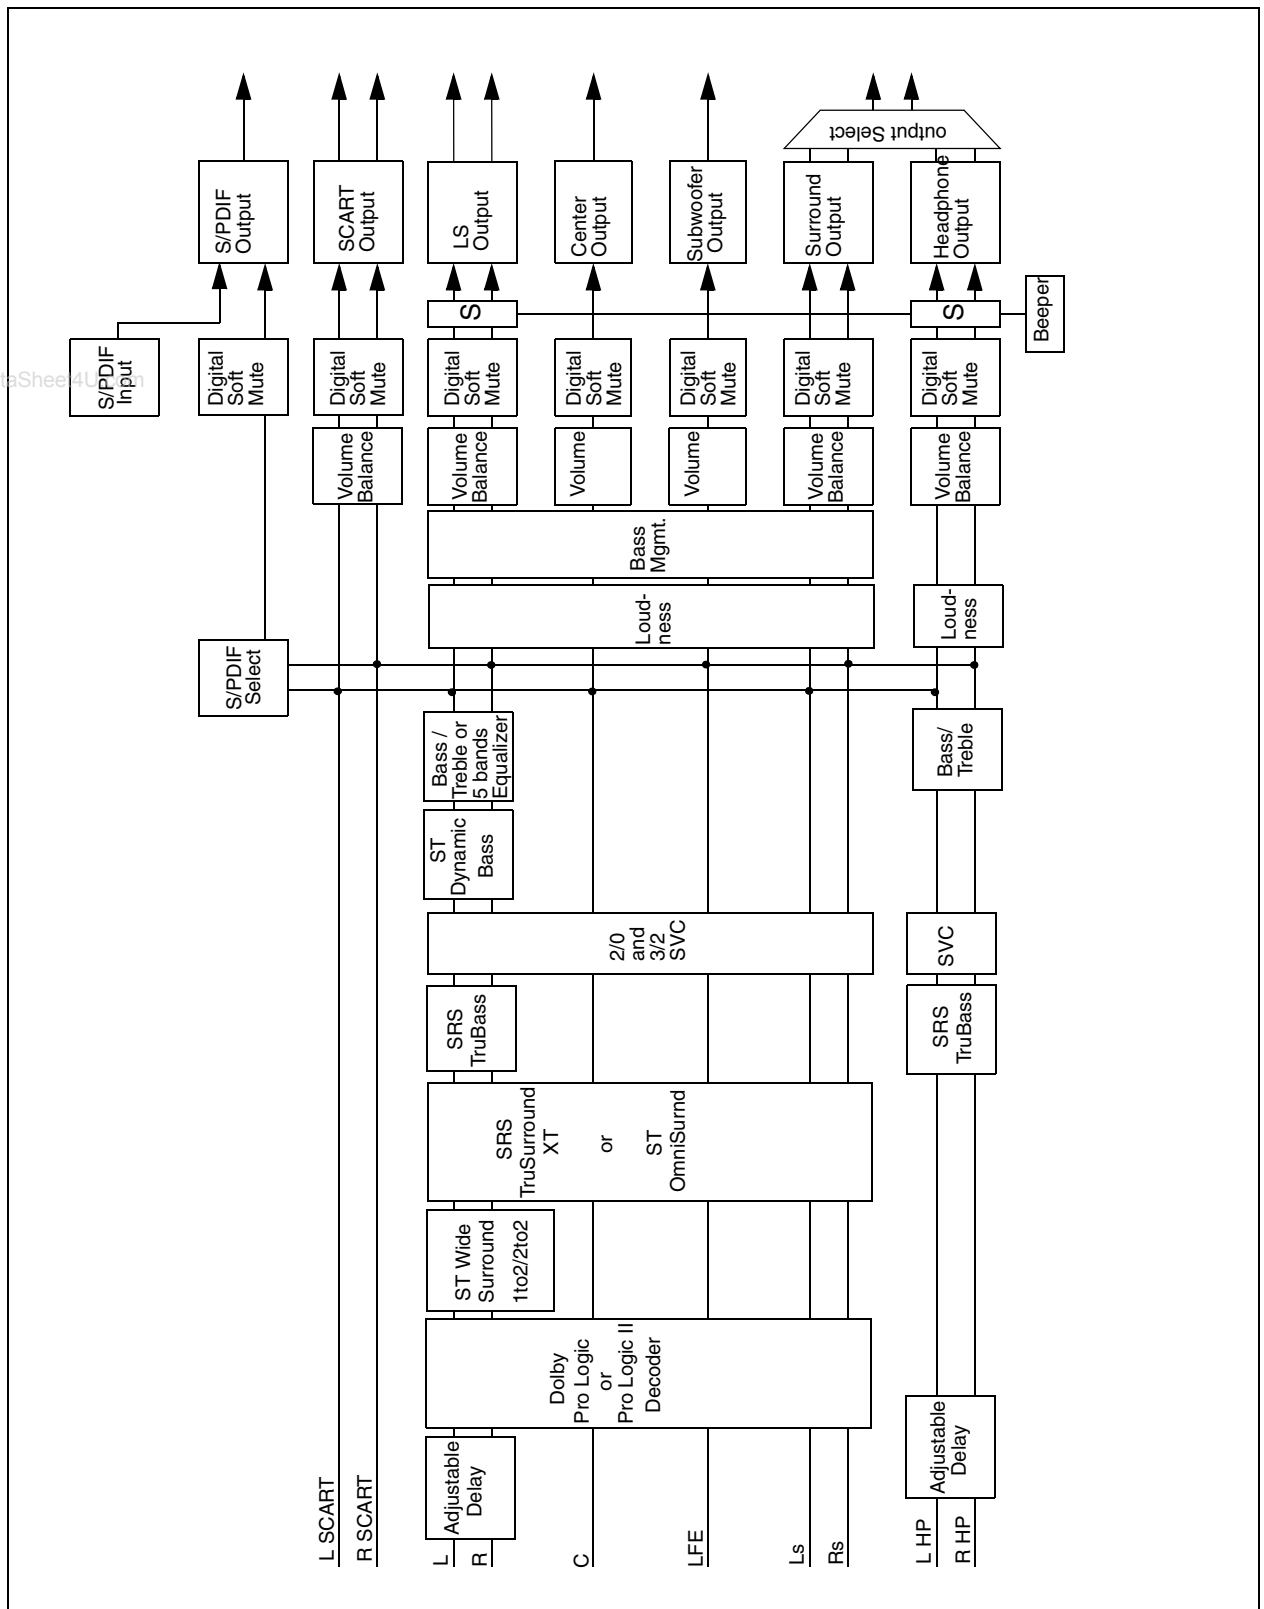 output Select
S/PDIF
Output
SCART
Output
LS
Output
Center
Output
Subwoofer
Output
Surround
Output
Headphone
Output
S
S
Beeper
S/PDIF
Input
taSheet4U.com
Digital
Soft
Mute
Digital
Soft
Mute
Digital
Soft
Mute
Digital
Soft
Mute
Digital
Soft
Mute
Digital
Soft
Mute
Digital
Soft
Mute
Volume
Balance
Volume
Balance
Volume
Volume
Volume
Balance
Volume
Balance
Bass
Mgmt.
Loud-
ness
Loud-
ness
S/PDIF
Select
Bass /
Treble or
5 bands
Equalizer
Bass/
Treble
ST
Dynamic
Bass
2/0
and
3/2
SVC
SVC
SRS
TruBass
SRS
TruBass
SRS
TruSurround
XT
or
ST
OmniSurnd
ST Wide
Surround
1to2/2to2
Dolby
Pro Logic
or
Pro Logic II
Decoder
Adjustable
Delay
Adjustable
Delay
L SCART
R SCART
L
R
C
LFE
Ls
Rs
L HP
R HP